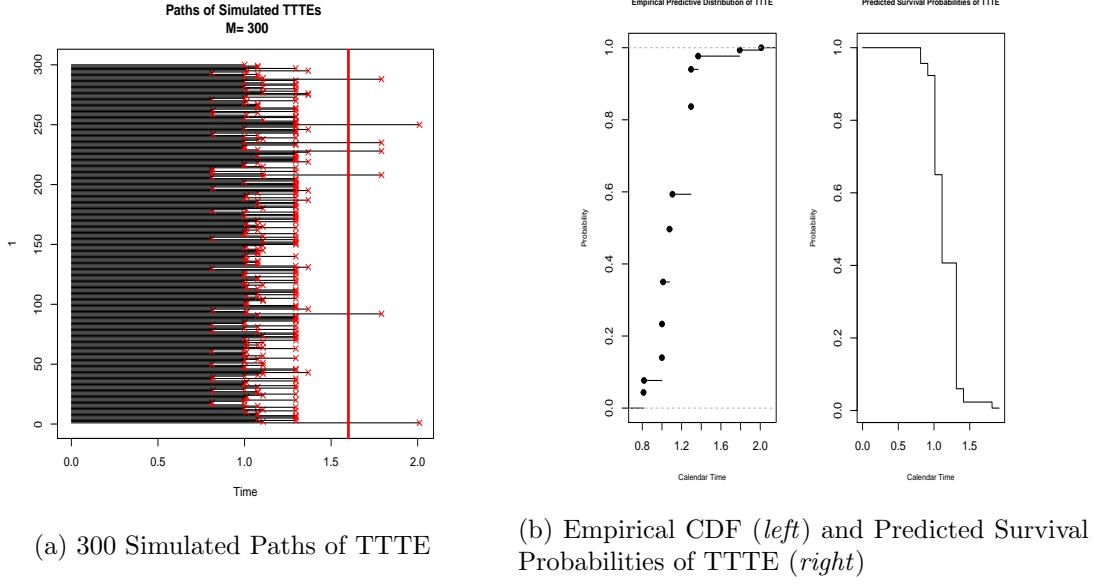 Paths of Simulated TTTEs
M= 300
300
250
200
150
100
50
0
1
0.0 0.5 1.0 1.5 2.0
Time
(a) 300 Simulated Paths of TTTE
Empirical Predictive Distribution of TTTE
1.0
0.8
0.6
0.4
0.2
0.0
Probability
0.8 1.2 1.6 2.0
Calendar Time
Predicted Survival Probabilities of TTTE
1.0
0.8
0.6
0.4
0.2
0.0
Probability
0.0 0.5 1.0 1.5
Calendar Time
(b) Empirical CDF (left) and Predicted Survival
Probabilities of TTTE (right)